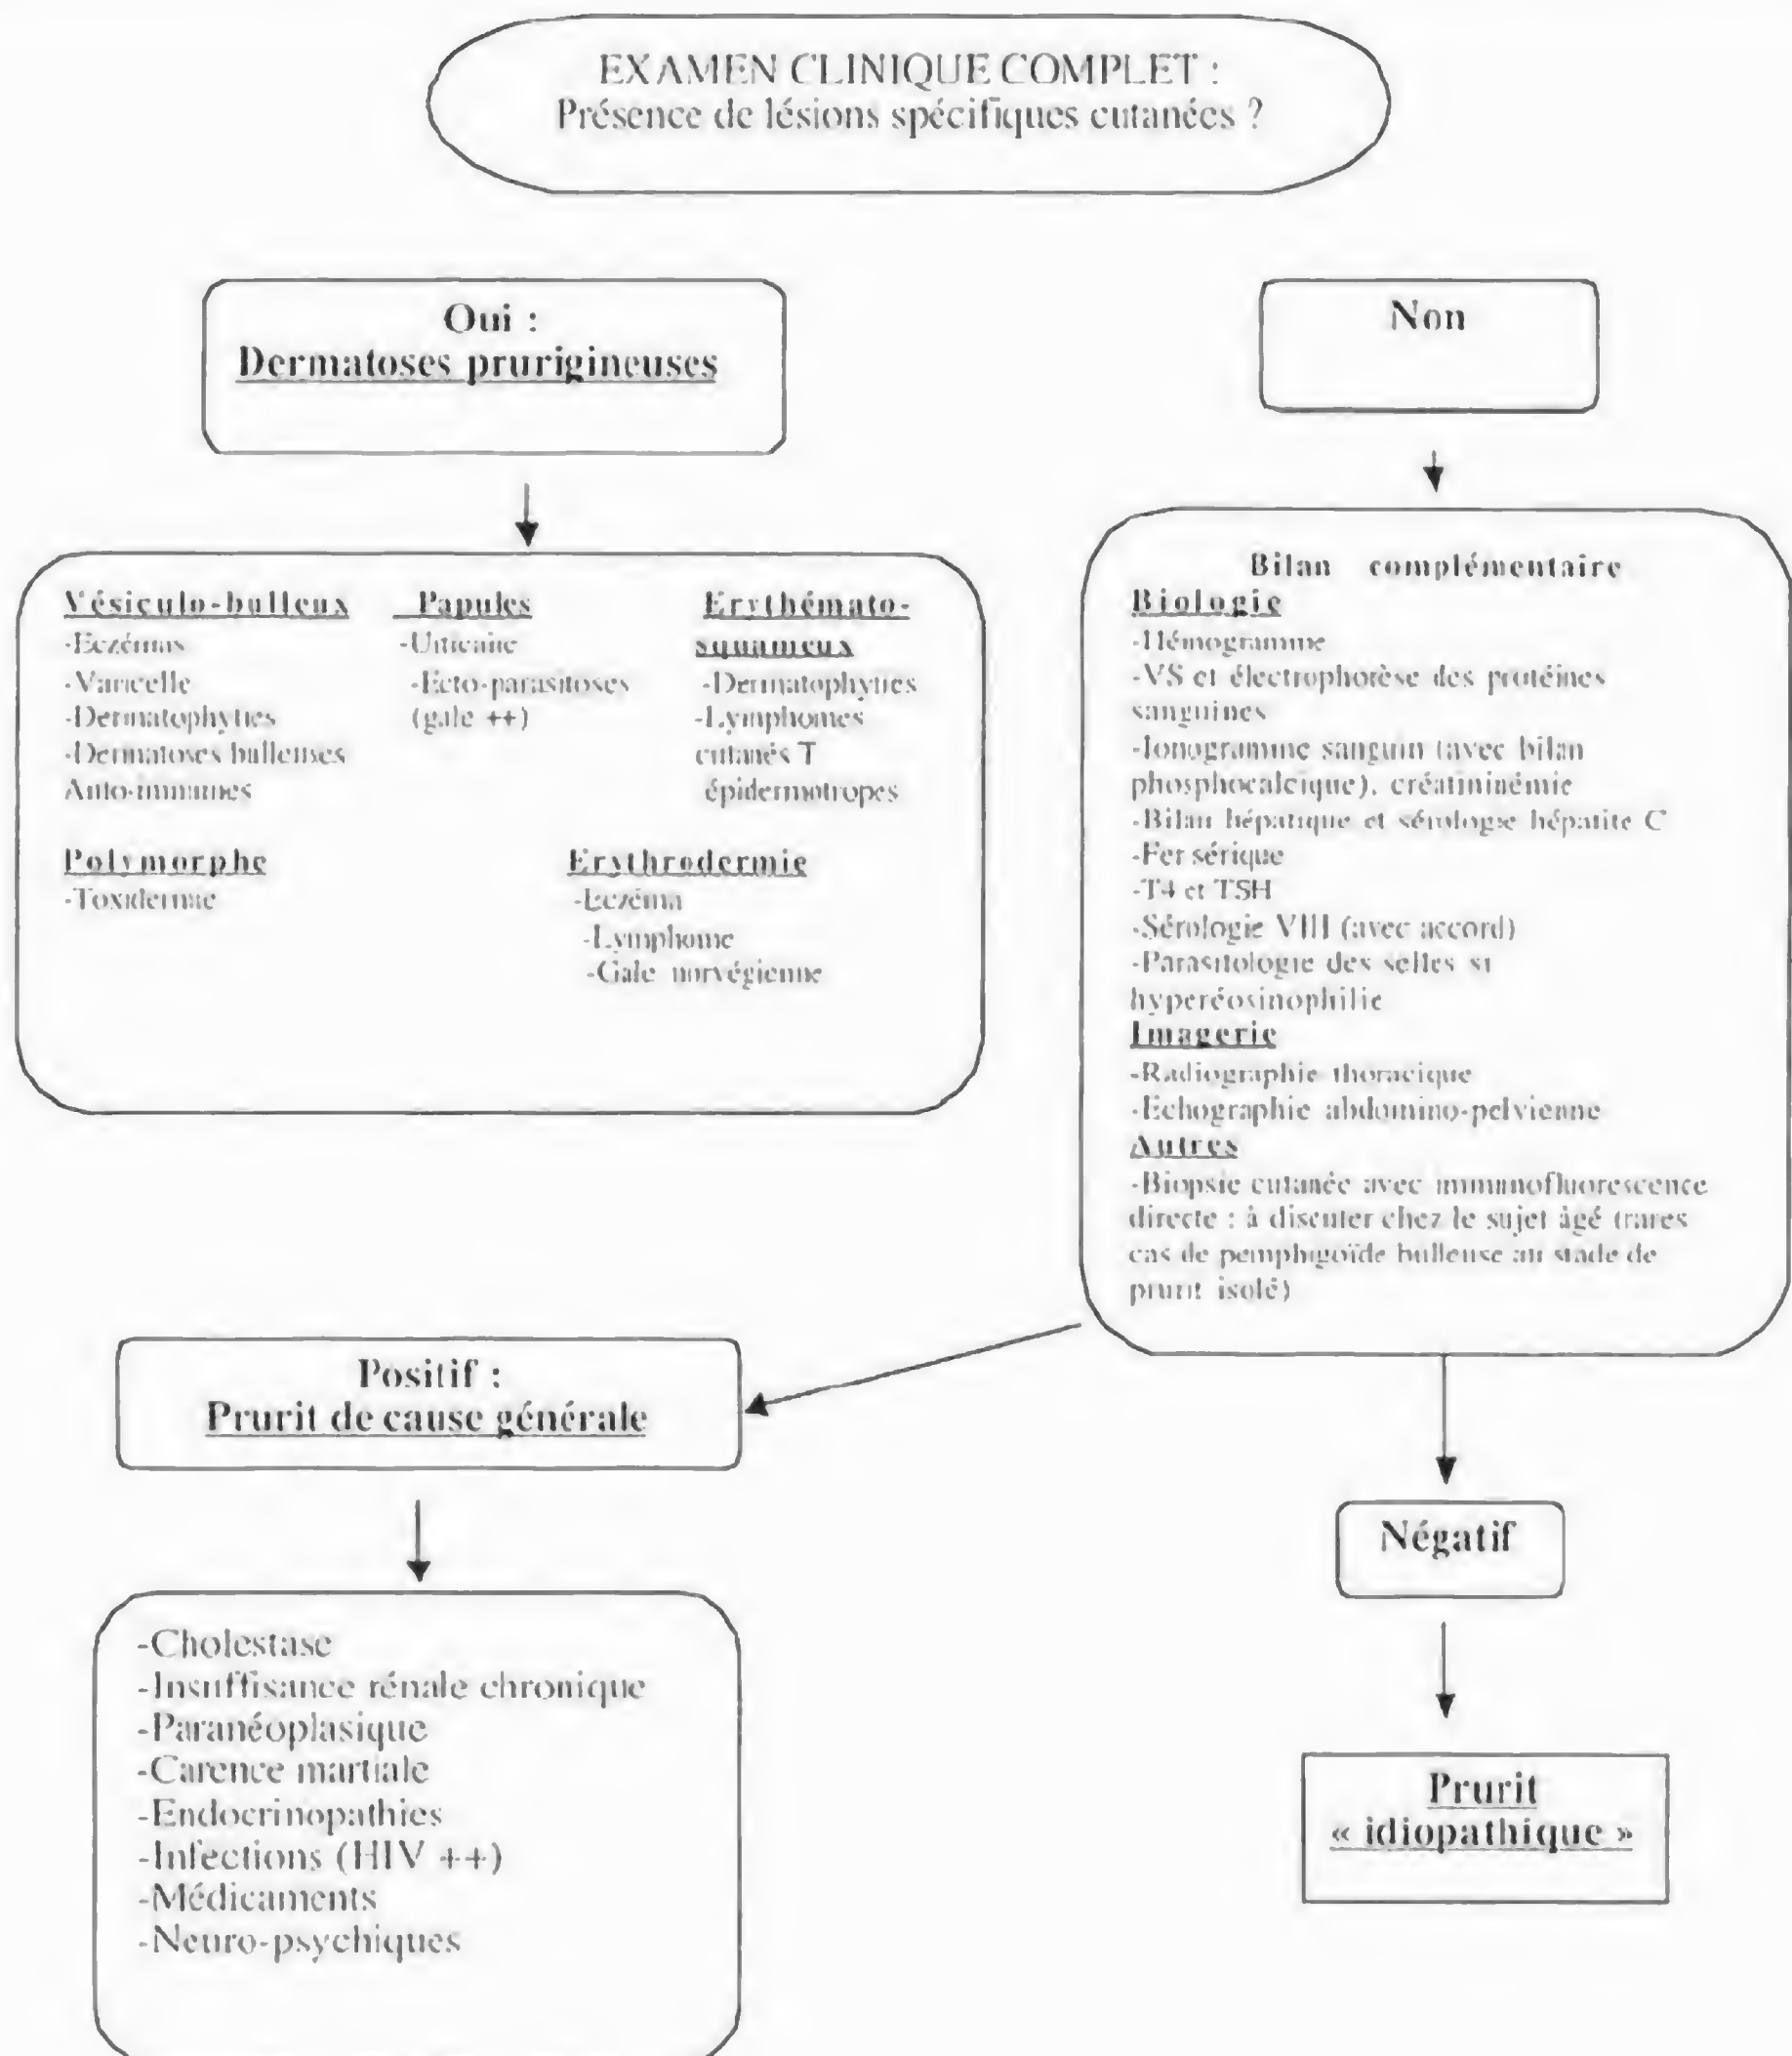 EXAMEN CLINIQUE COMPLET :
Présence de lésions spécifiques cutanées ?
Oui :
Dermatoses prurigineuses
Non
Vésiculo-bulleux
-Eczémas
-Varicelle
-Dermatophyties
-Dermatoses bulleuses
Auto-immunes
Papules
-Urticaire
-Ecto-parasitoses
(gale ++)
Erythémato-
squameux
-Dermatophyties
-Lymphomes
cutanés T
épidermotropes
Polymorphe
-Toxidermie
Erythrodermie
-Eczéma
-Lymphome
-Gale norvégienne
Bilan complémentaire
Biologie
-Hémogramme
-VS et électrophorèse des protéines
sanguines
-Ionogramme sanguin (avec bilan
phosphocalcique), créatininémie
-Bilan hépatique et sérologie hépatite C
-Fer sérique
-T4 et TSH
-Sérologie VIH (avec accord)
-Parasitologie des selles si
hyperéosinophilie
Imagerie
-Radiographie thoracique
-Echographie abdomino-pelvienne
Autres
-Biopsie cutanée avec immunofluorescence
directe : à discuter chez le sujet âgé (rares
cas de pemphigoïde bulleuse au stade de
prurit isolé)
Positif :
Prurit de cause générale
-Cholestase
-Insuffisance rénale chronique
-Paranéoplasique
-Carence martiale
-Endocrinopathies
-Infections (HIV ++)
-Médicaments
-Neuro-psychiques
Négatif
Prurit
« idiopathique »